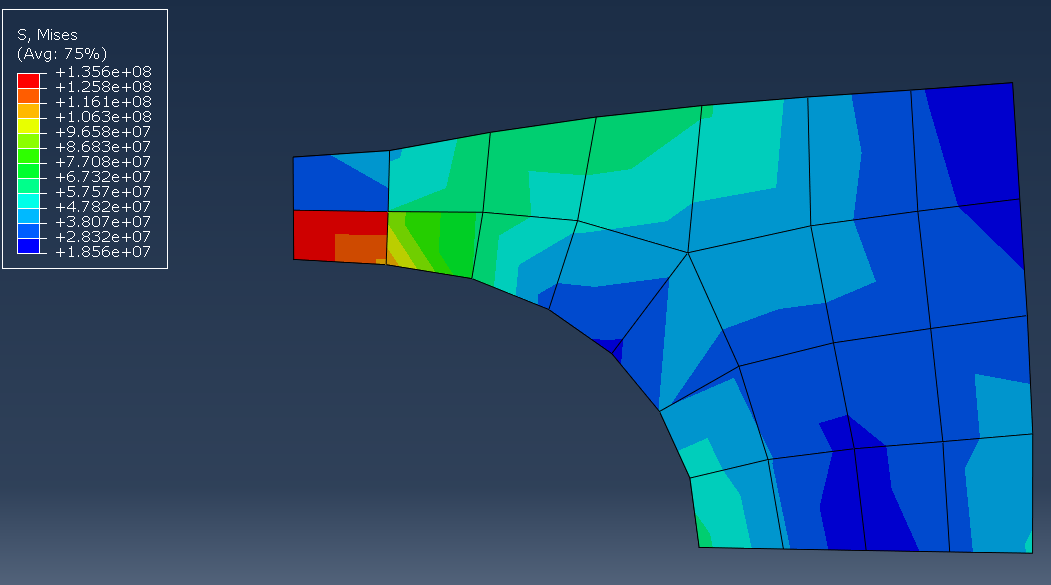 S, Mises
(Avg: 75%)
+1.356e+08
+1.258e+08
+1.161e+08
+1.063e+08
+9.658e+07
+8.683e+07
+7.708e+07
+6.732e+07
+5.757e+07
+4.782e+07
+3.807e+07
+2.832e+07
+1.856e+07